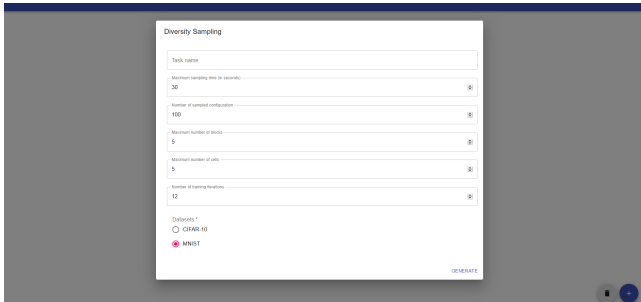 Diversity Sampling
Task name
Maximum sampling time (in seconds)
30
Number of sampled configuration
100
Maximum number of blocks
5
Maximum number of cells
5
Number of training iterations
12
Datasets *
CIFAR-10
MNIST
GENERATE